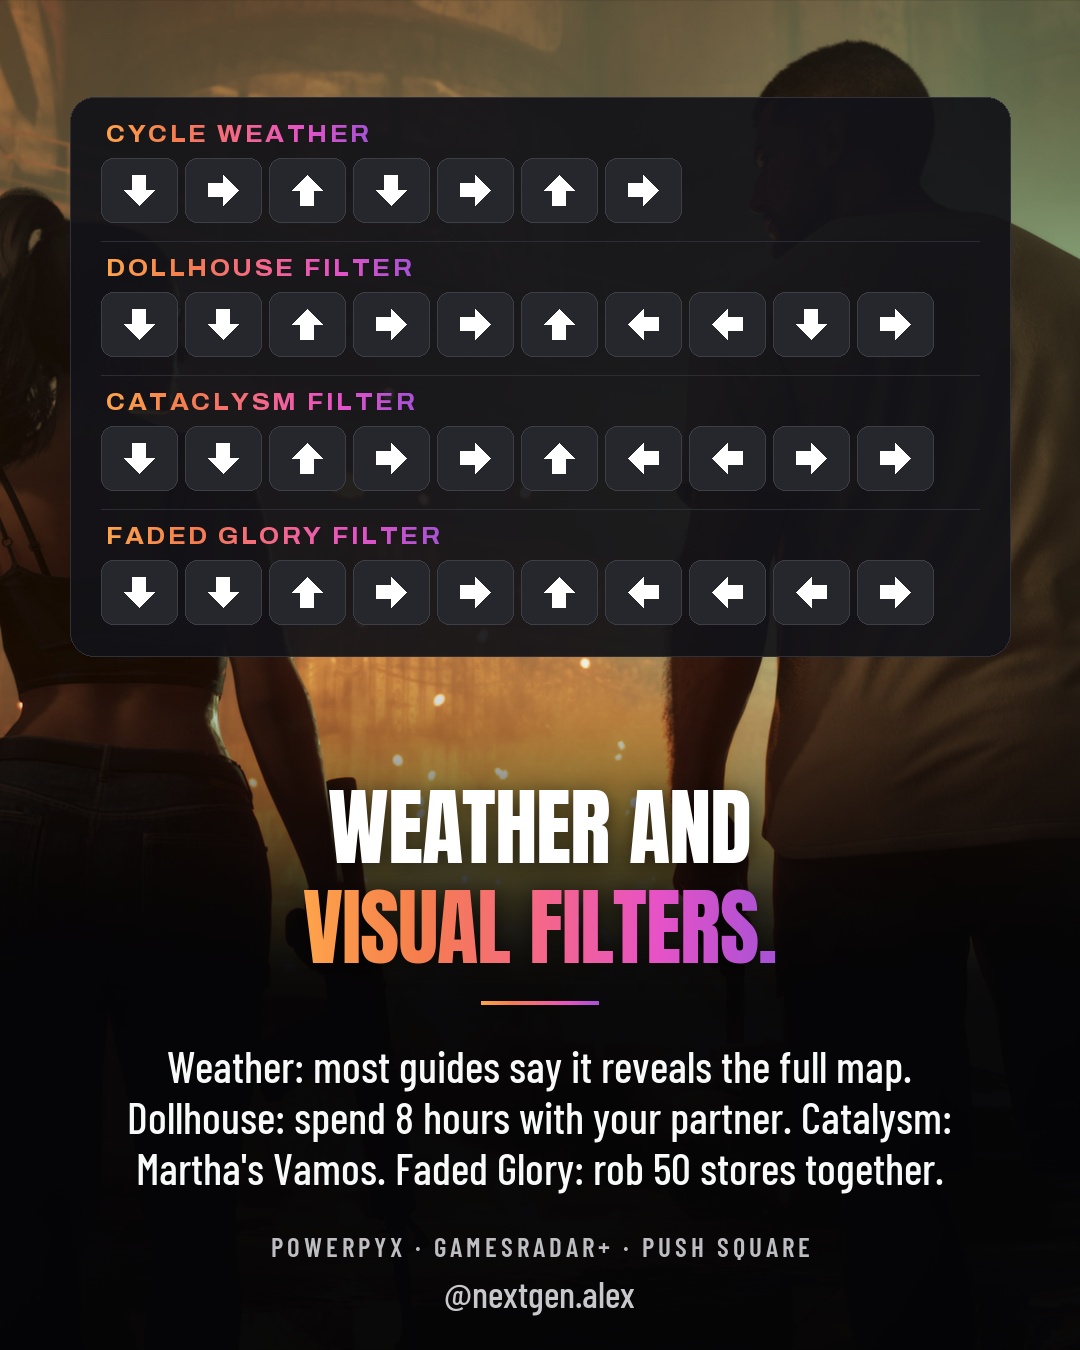 CYCLE WEATHER
DOLLHOUSE FILTER
CATACLYSM FILTER
FADED GLORY FILTER
WEATHER AND
VISUAL FILTERS.
Weather: most guides say it reveals the full map.
Dollhouse: spend 8 hours with your partner. Catalysm:
Martha's Vamos. Faded Glory: rob 50 stores together.
POWERPYX · GAMESRADAR+ · PUSH SQUARE
@nextgen.alex